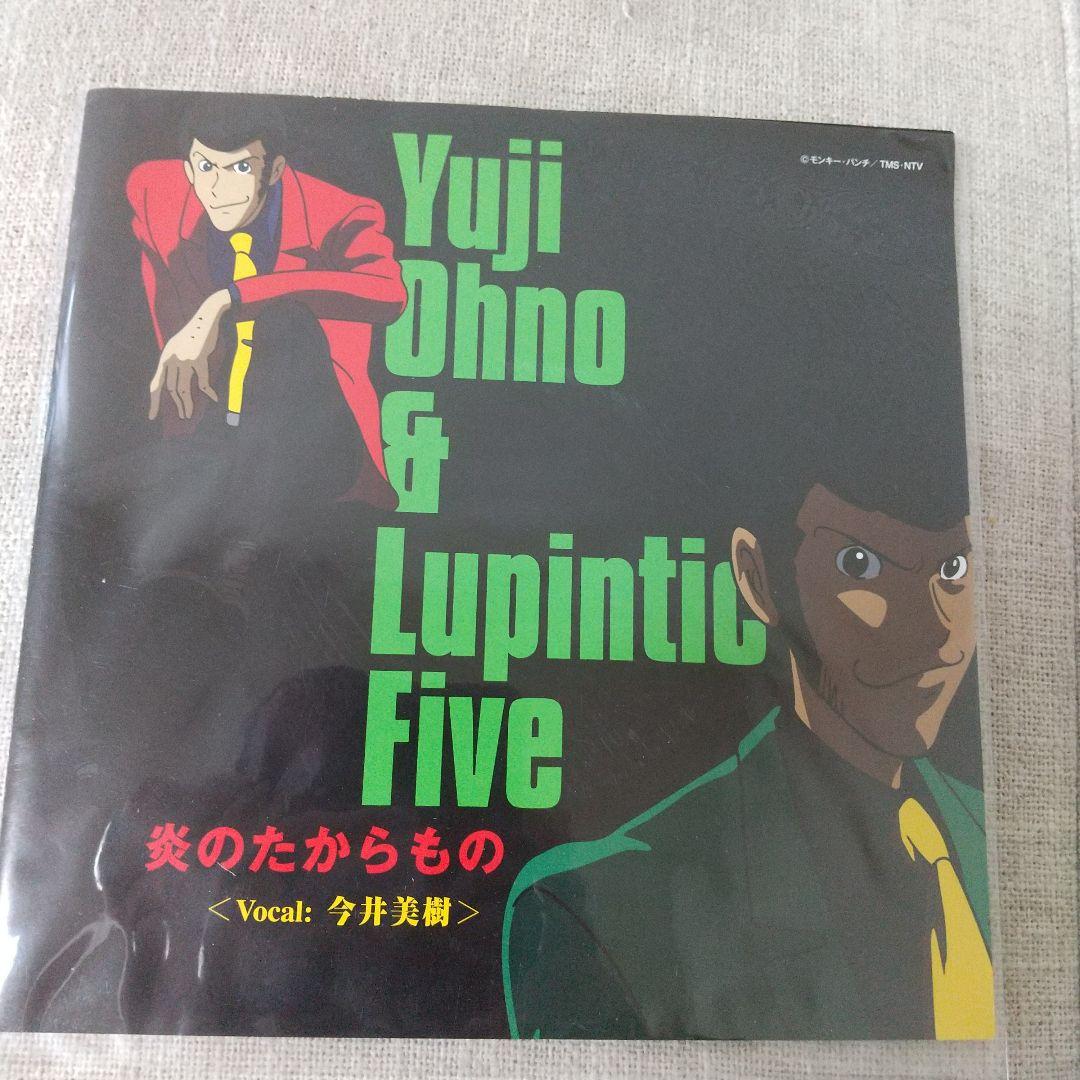 ©モンキー・パンチ/TMS・NTV
Yuji
Ohno
&
Lupintic
Five
炎のたからもの
<Vocal: 今井美樹>